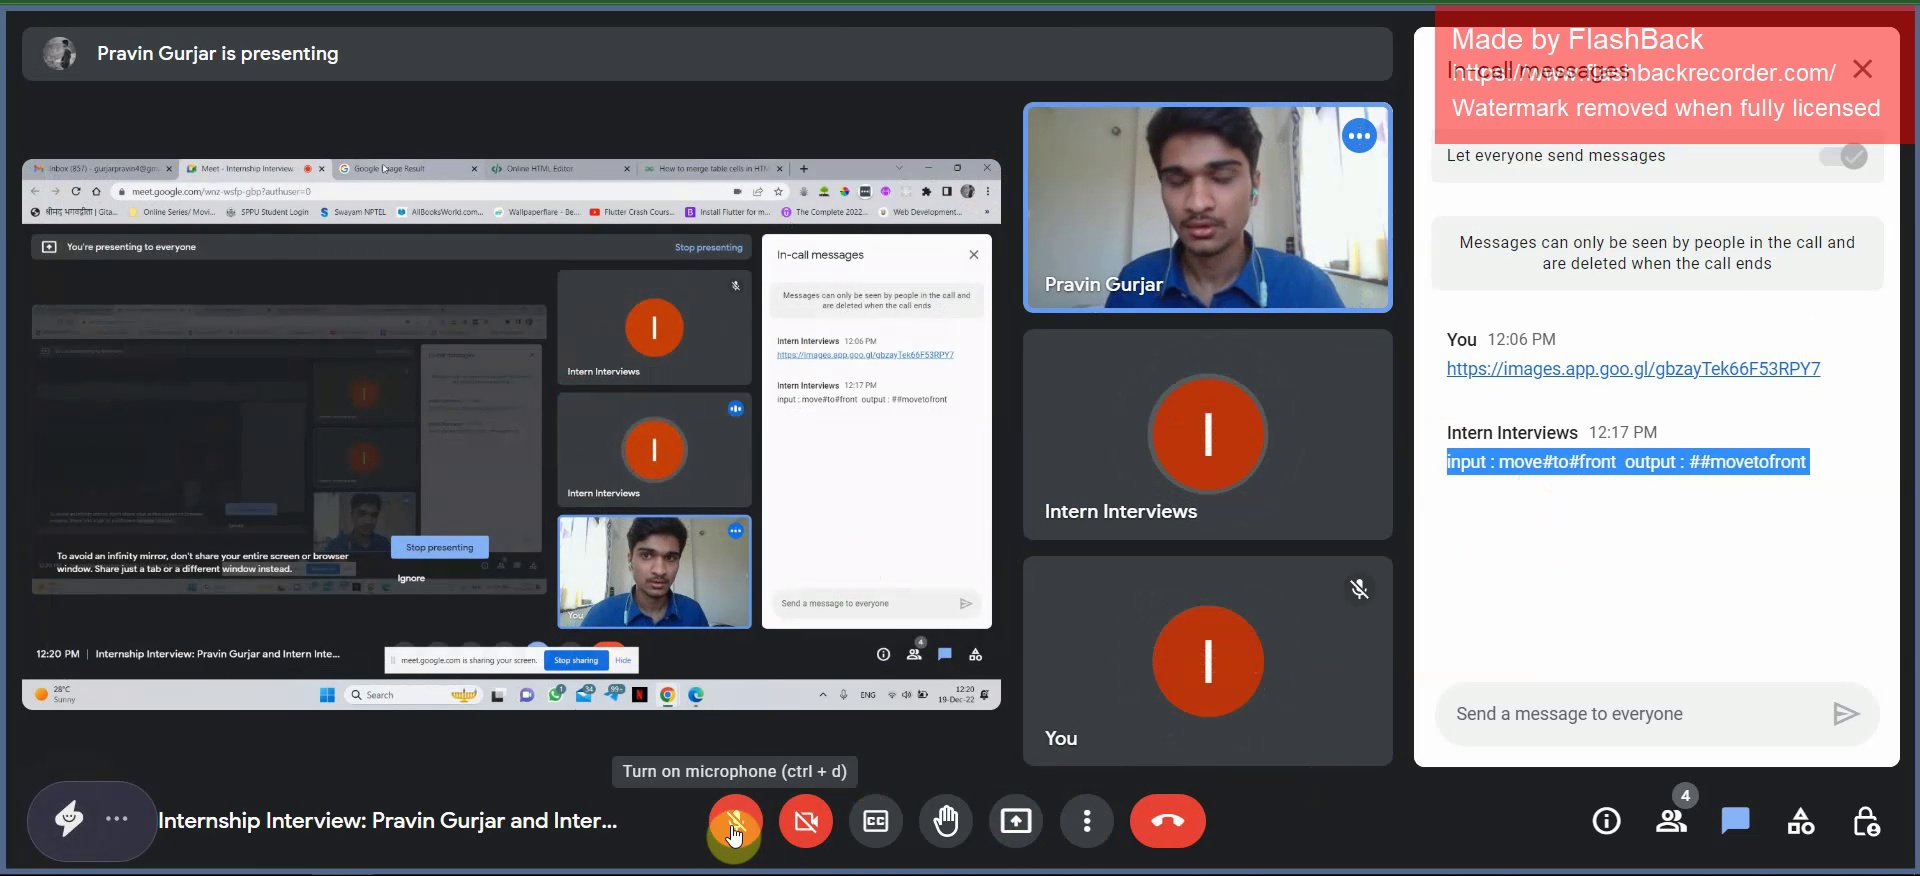 Pravin Gurjar is presenting
Made by FlashBack
https://www.flashbackrecorder.com/
Watermark removed when fully licensed
In-call messages
Let everyone send messages
Messages can only be seen by people in the call and
are deleted when the call ends
You 12:06 PM
https://images.app.goo.gl/gbzayTek66F53RPY7
Intern Interviews 12:17 PM
input : move#to#front output : ##movetofront
Send a message to everyone
Inbox (857) - gurjarpravin4@gm
Meet - Internship Interview:
Google Image Result
Online HTML Editor
How to merge table cells in HTM
meet.google.com/wnz-wsfp-gbp?authuser=0
श्रीमद् भगवद्गीता | Gita...
Online Series/ Movi...
SPPU Student Login
Swayam NPTEL
AllBooksWorld.com...
Wallpaperflare - Be...
Flutter Crash Cours...
Install Flutter for m...
The Complete 2022...
Web Development...
»
You're presenting to everyone
Stop presenting
In-call messages
Messages can only be seen by people in the call and
are deleted when the call ends
Intern Interviews 12:06 PM
https://images.app.goo.gl/gbzayTek66F53RPY7
Intern Interviews 12:17 PM
input : move#to#front output : ##movetofront
Send a message to everyone
I
Intern Interviews
I
Intern Interviews
You
To avoid an infinity mirror, don't share your entire screen or browser
window. Share just a tab or a different window instead.
Stop presenting
Ignore
12:20 PM | Internship Interview: Pravin Gurjar and Intern Inte...
meet.google.com is sharing your screen.
Stop sharing
Hide
4
28°C
Sunny
Search
1
34
99+
N
ENG
12:20
19-Dec-22
Pravin Gurjar
I
Intern Interviews
I
You
Turn on microphone (ctrl + d)
Internship Interview: Pravin Gurjar and Inter...
CC
4